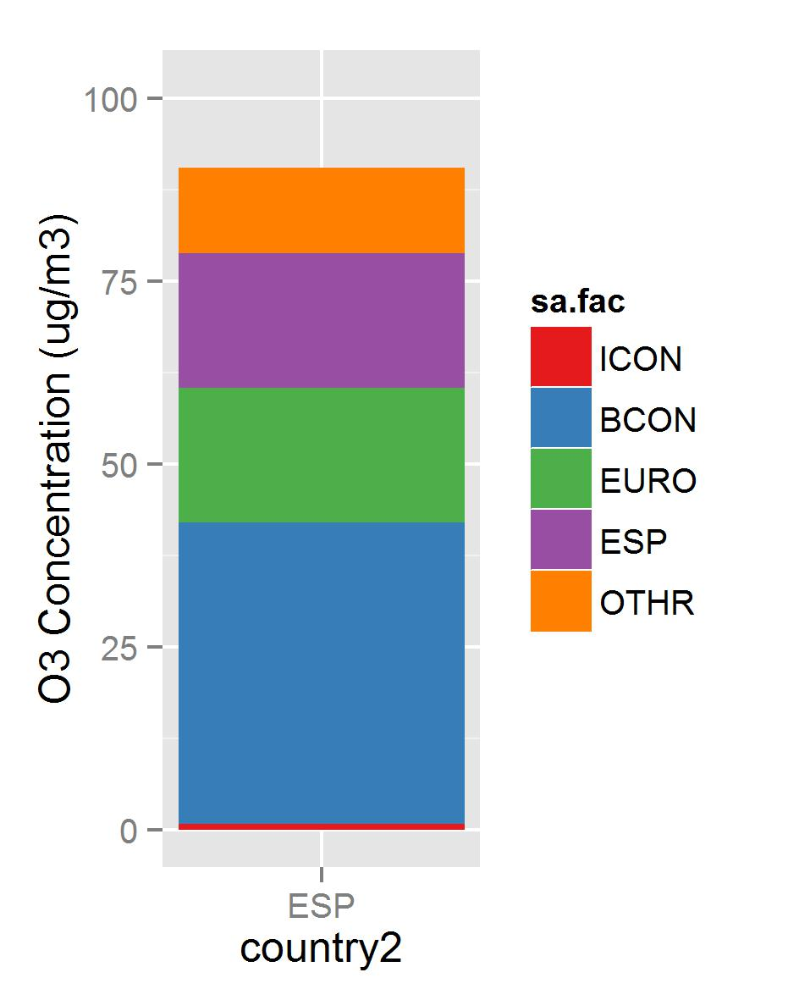 O3 Concentration (ug/m3)
100
75
50
25
0
ESP
country2
sa.fac
ICON
BCON
EURO
ESP
OTHR